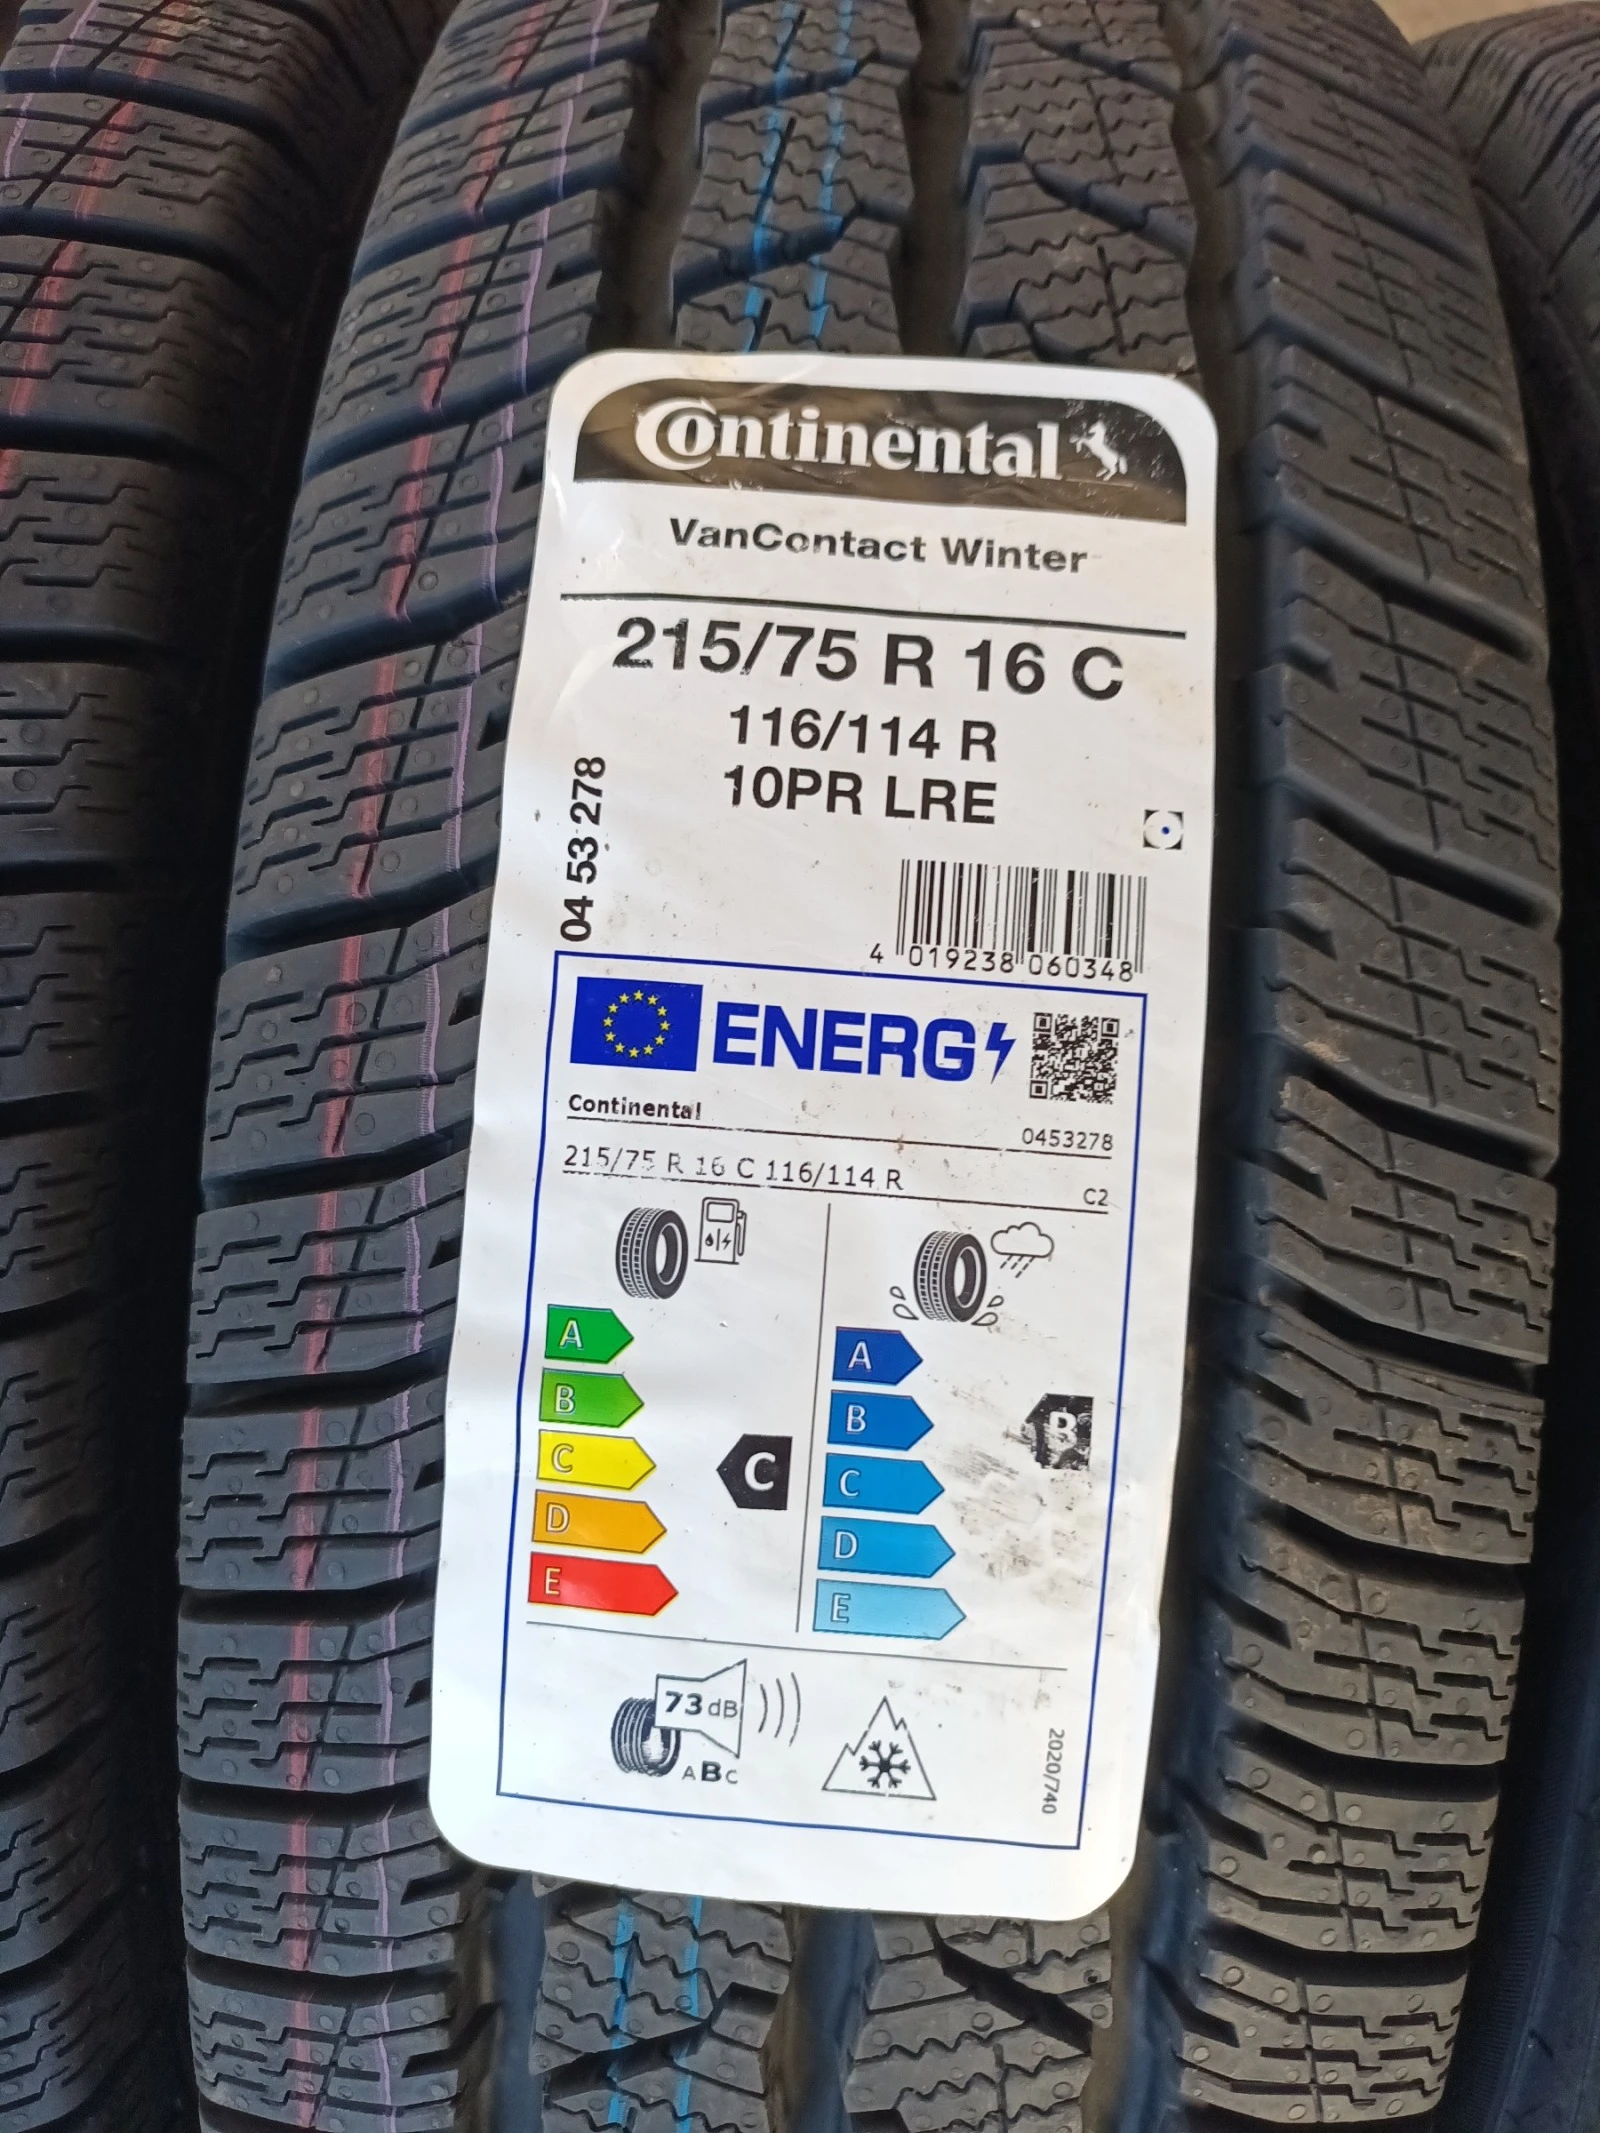 Continental
VanContact Winter
215/75 R 16 C
116/114 R
10PR LRE
04 53 278
4 019238 060348
ENERG
Continental
0453278
215/75 R 16 C 116/114 R
C2
A
B
C
D
E
C
A
B
C
D
E
B
73 dB
ABC
2020/740